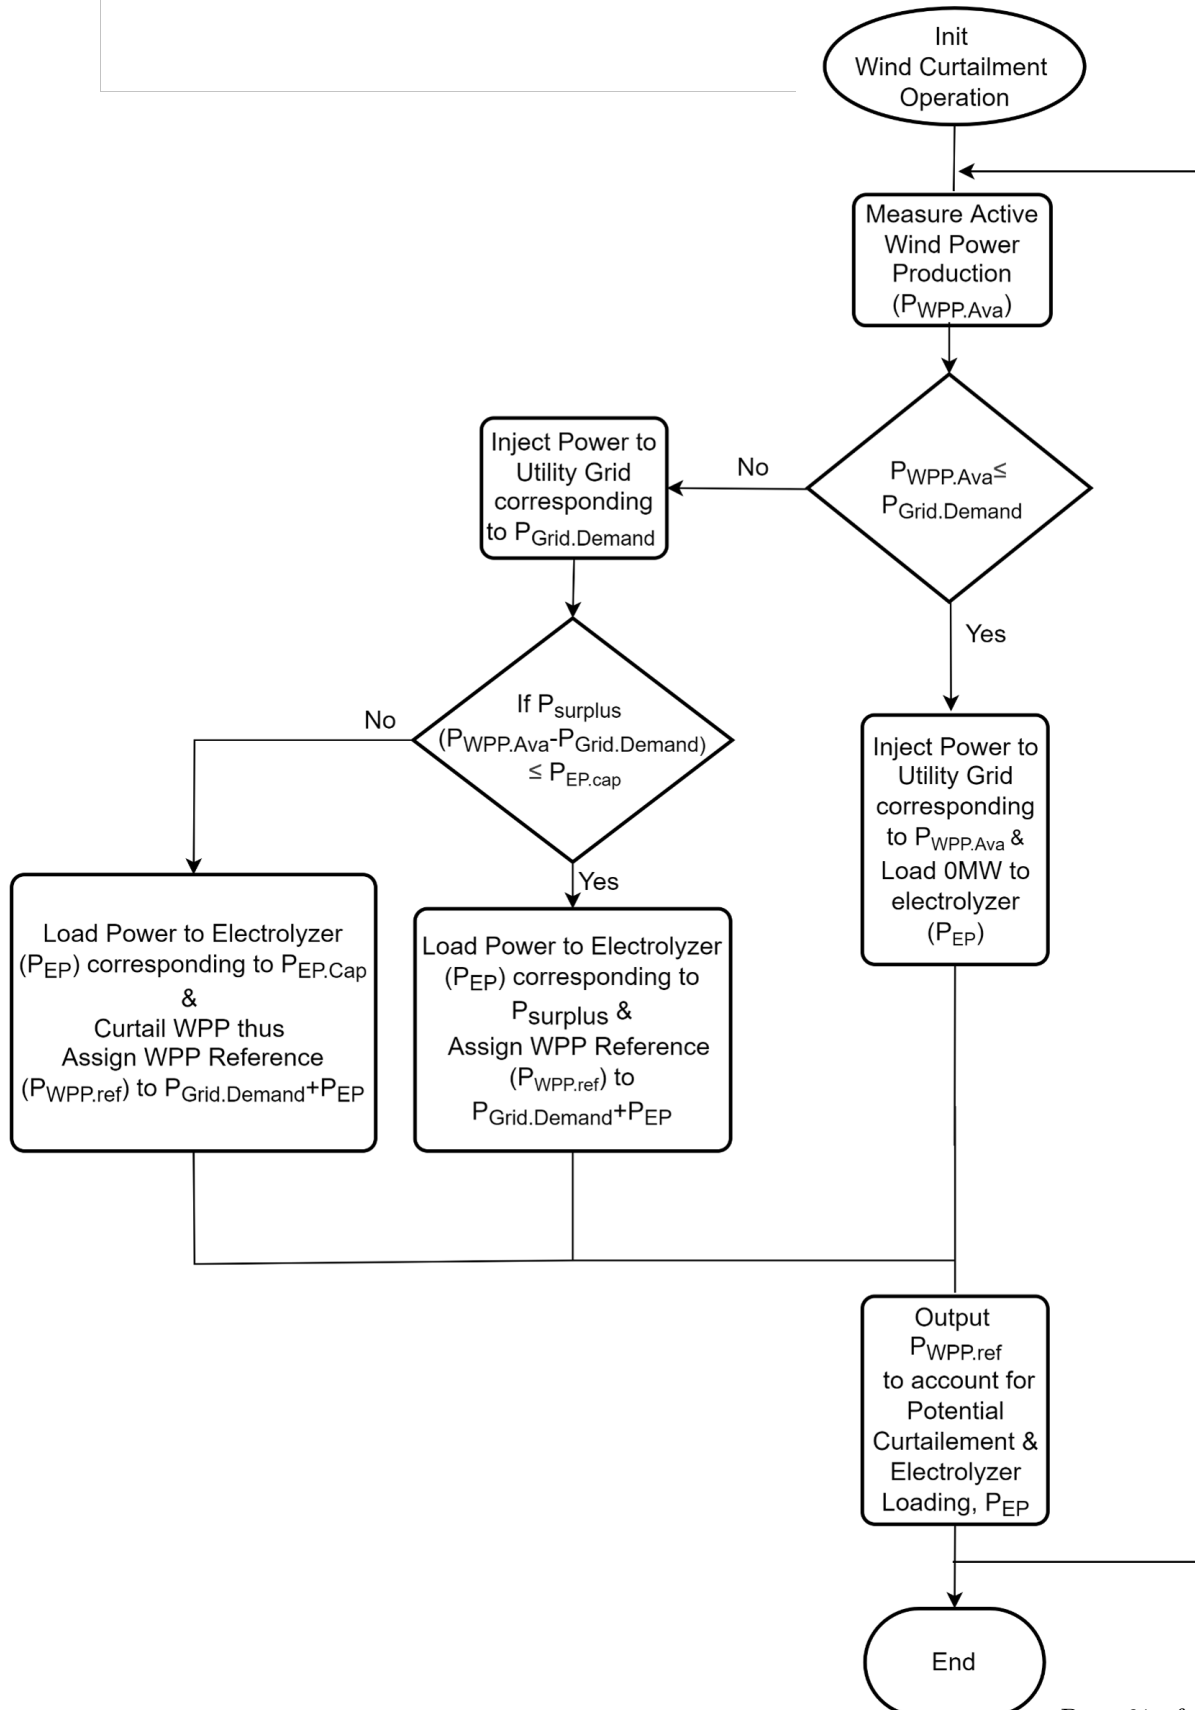 Init
Wind Curtailment
Operation
Measure Active
Wind Power
Production
(PWPP.Ava)
PWPP.Ava≤
PGrid.Demand
No
Inject Power to
Utility Grid
corresponding
to PGrid.Demand
Yes
If Psurplus
(PWPP.Ava-PGrid.Demand)
≤ PEP.cap
No
Yes
Inject Power to
Utility Grid
corresponding
to PWPP.Ava &
Load 0MW to
electrolyzer
(PEP)
Load Power to Electrolyzer
(PEP) corresponding to PEP.Cap
&
Curtail WPP thus
Assign WPP Reference
(PWPP.ref) to PGrid.Demand+PEP
Load Power to Electrolyzer
(PEP) corresponding to
Psurplus &
Assign WPP Reference
(PWPP.ref) to
PGrid.Demand+PEP
Output
PWPP.ref
to account for
Potential
Curtailement &
Electrolyzer
Loading, PEP
End